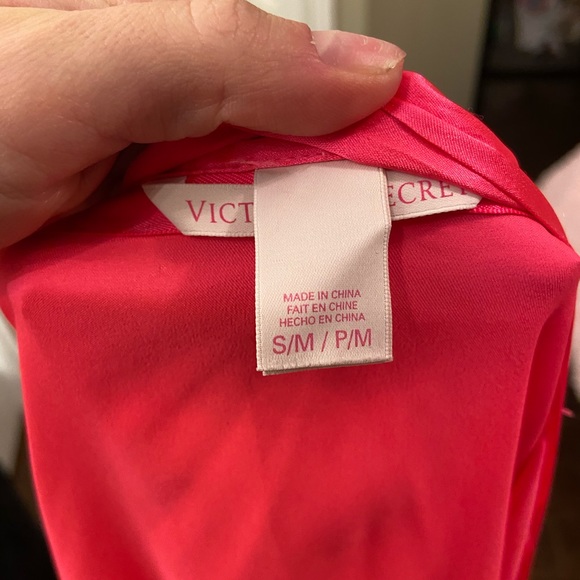 VICT ECRET
MADE IN CHINA
FAIT EN CHINE
HECHO EN CHINA
S/M / P/M